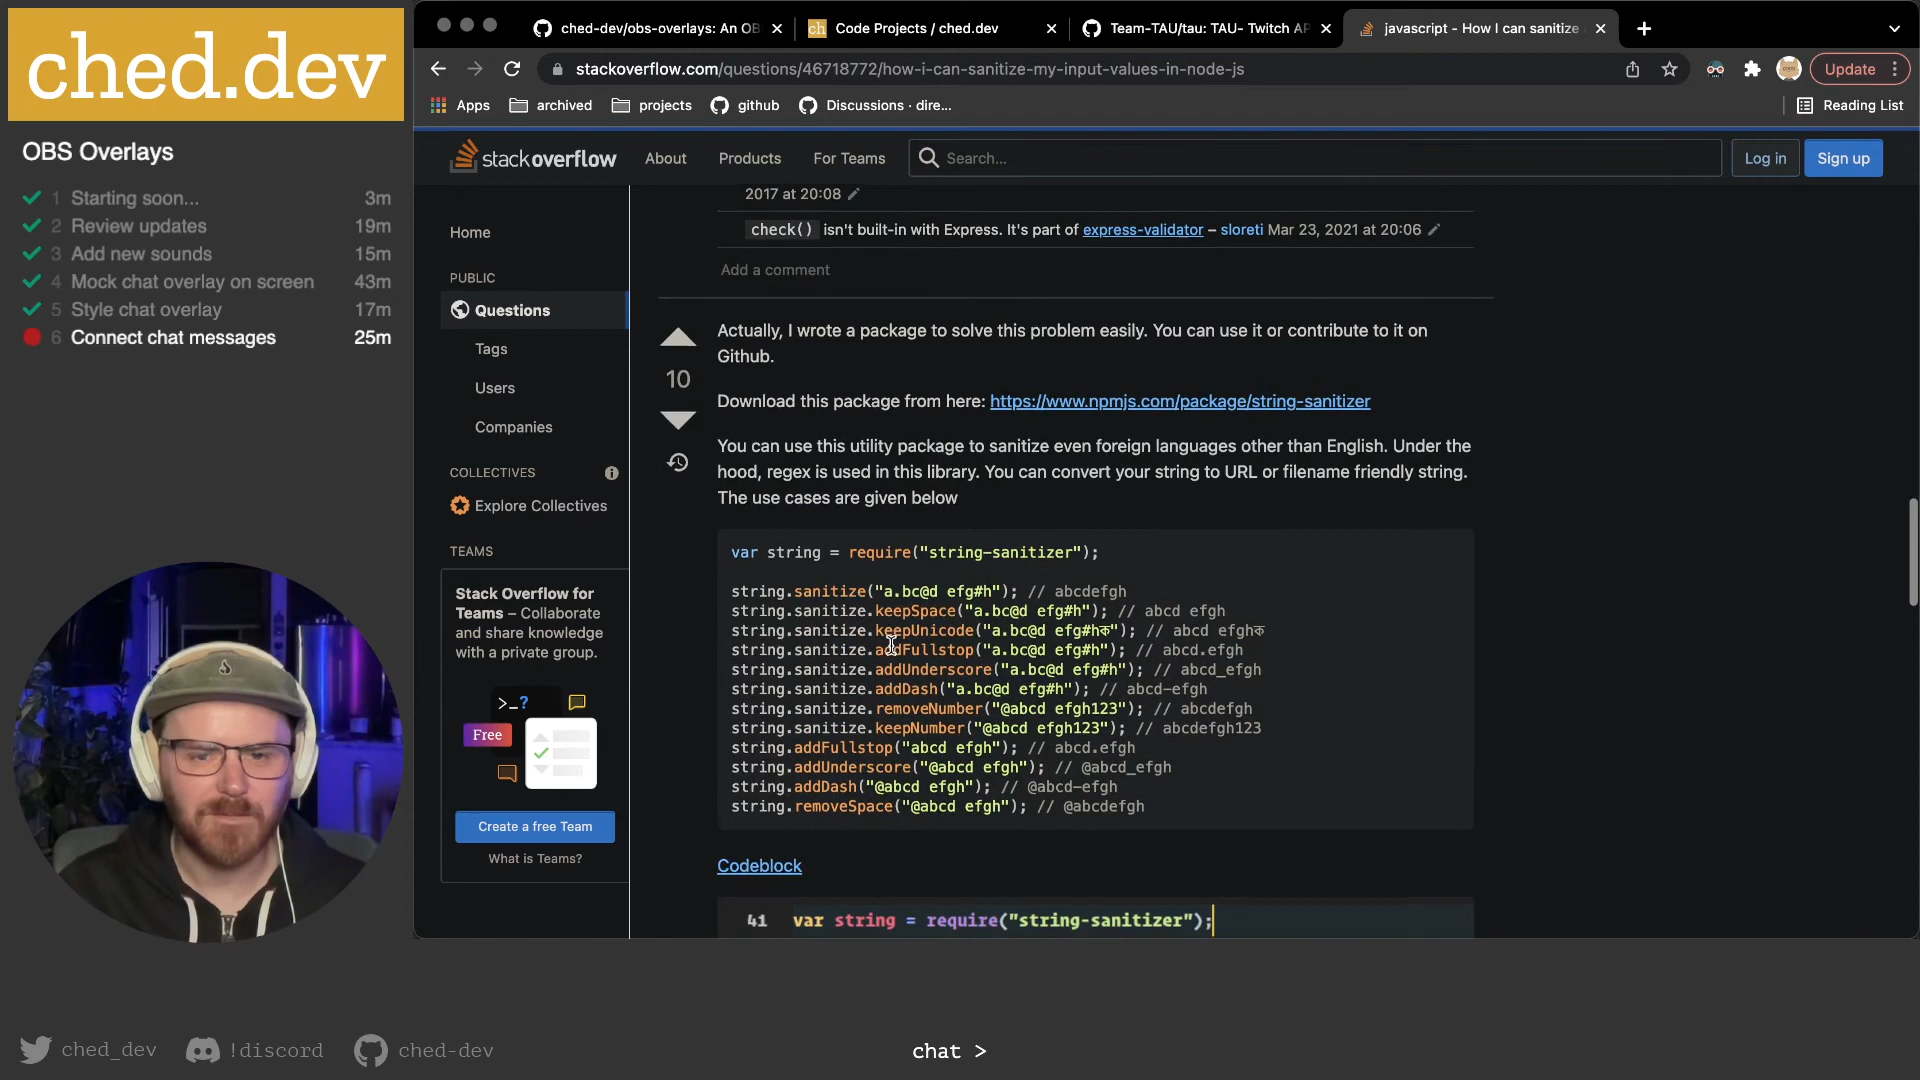 ched.dev
OBS Overlays
1 Starting soon... 3m
2 Review updates 19m
3 Add new sounds 15m
4 Mock chat overlay on screen 43m
5 Style chat overlay 17m
6 Connect chat messages 25m
ched-dev/obs-overlays: An OB
Code Projects / ched.dev
Team-TAU/tau: TAU- Twitch AP
javascript - How I can sanitize
stackoverflow.com/questions/46718772/how-i-can-sanitize-my-input-values-in-node-js
Update
Apps
archived
projects
github
Discussions · dire...
Reading List
stackoverflow
About
Products
For Teams
Search...
Log in
Sign up
Home
PUBLIC
Questions
Tags
Users
Companies
COLLECTIVES
Explore Collectives
TEAMS
Stack Overflow for
Teams – Collaborate
and share knowledge
with a private group.
>_?
Free
Create a free Team
What is Teams?
2017 at 20:08
check() isn't built-in with Express. It's part of express-validator – sloreti Mar 23, 2021 at 20:06
Add a comment
10
Actually, I wrote a package to solve this problem easily. You can use it or contribute to it on
Github.
Download this package from here: https://www.npmjs.com/package/string-sanitizer
You can use this utility package to sanitize even foreign languages other than English. Under the
hood, regex is used in this library. You can convert your string to URL or filename friendly string.
The use cases are given below
var string = require("string-sanitizer");
string.sanitize("a.bc@d efg#h"); // abcdefgh
string.sanitize.keepSpace("a.bc@d efg#h"); // abcd efgh
string.sanitize.keepUnicode("a.bc@d efg#hক"); // abcd efghক
string.sanitize.addFullstop("a.bc@d efg#h"); // abcd.efgh
string.sanitize.addUnderscore("a.bc@d efg#h"); // abcd_efgh
string.sanitize.addDash("a.bc@d efg#h"); // abcd-efgh
string.sanitize.removeNumber("@abcd efgh123"); // abcdefgh
string.sanitize.keepNumber("@abcd efgh123"); // abcdefgh123
string.addFullstop("abcd efgh"); // abcd.efgh
string.addUnderscore("@abcd efgh"); // @abcd_efgh
string.addDash("@abcd efgh"); // @abcd-efgh
string.removeSpace("@abcd efgh"); // @abcdefgh
Codeblock
41 var string = require("string-sanitizer");
ched_dev
!discord
ched-dev
chat >